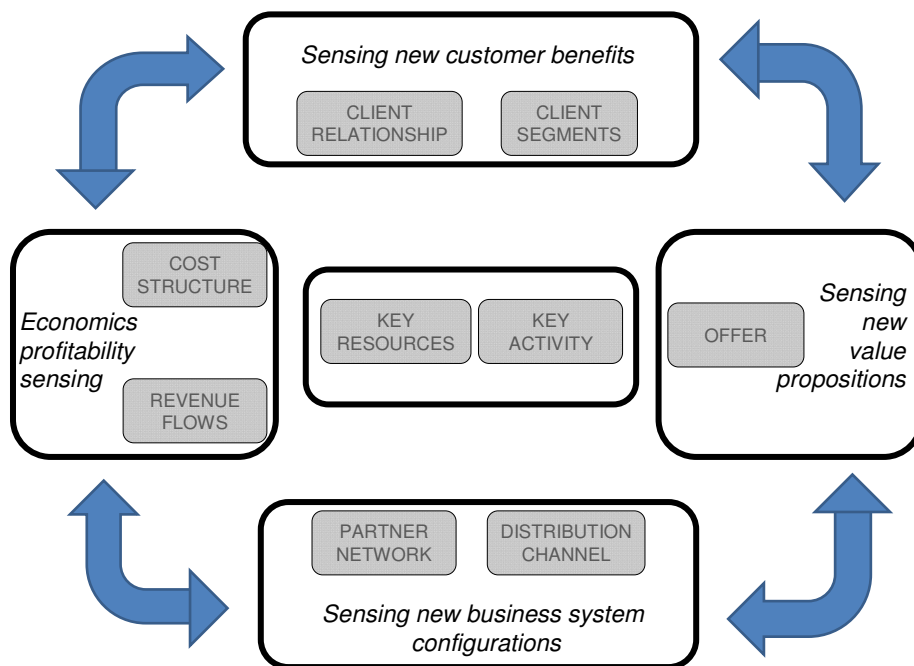 Sensing new customer benefits
CLIENT
RELATIONSHIP
CLIENT
SEGMENTS
COST
STRUCTURE
Economics
profitability
sensing
REVENUE
FLOWS
KEY
RESOURCES
KEY
ACTIVITY
OFFER
Sensing
new
value
propositions
PARTNER
NETWORK
DISTRIBUTION
CHANNEL
Sensing new business system
configurations